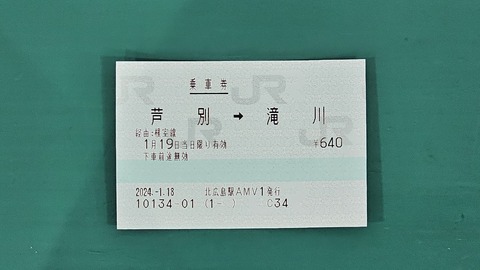 乗車券
芦別 → 滝川
経由:根室線
1月19日当日限り有効 ¥640
下車前途無効
2024.-1.18 北広島駅AMV1発行
10134-01 (1- ) C34